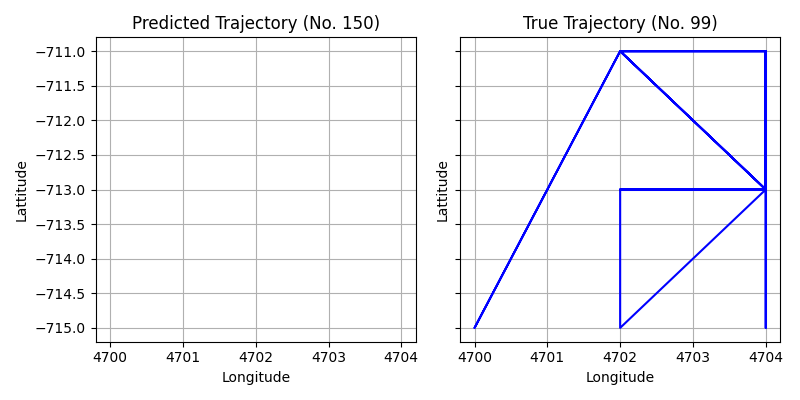 Predicted Trajectory (No. 150)
True Trajectory (No. 99)
Lattitude
−711.0
−711.5
−712.0
−712.5
−713.0
−713.5
−714.0
−714.5
−715.0
4700 4701 4702 4703 4704
Longitude
Lattitude
4700 4701 4702 4703 4704
Longitude